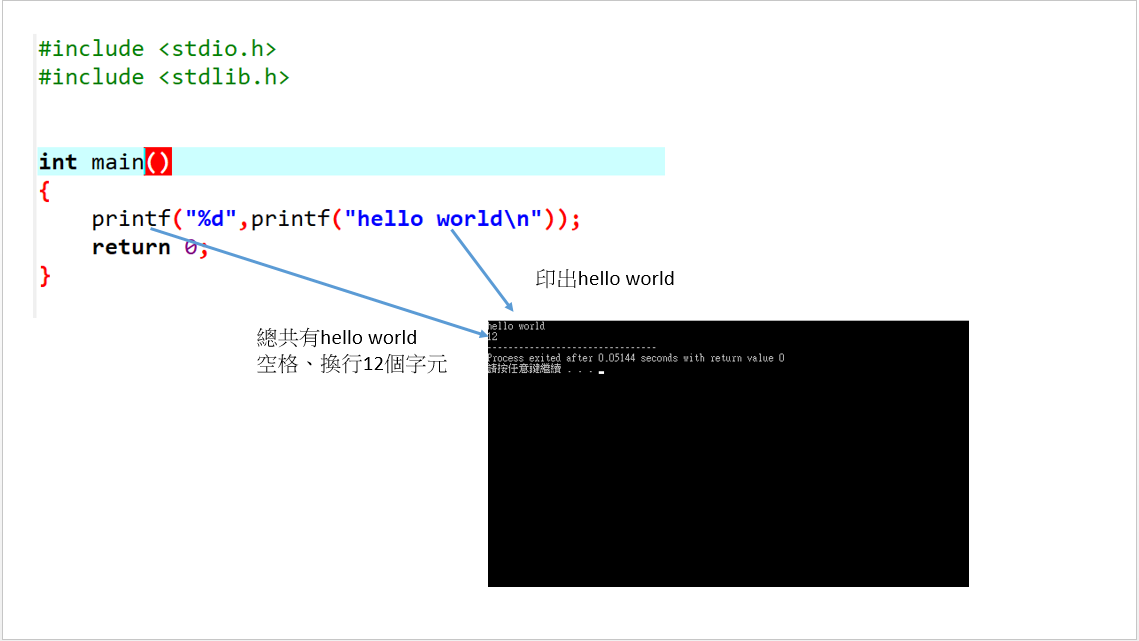 #include <stdio.h>
#include <stdlib.h>
int main()
{
printf("%d",printf("hello world\n"));
return 0;
}
印出hello world
總共有hello world
空格、換行12個字元
hello world
12
--------------------------------
Process exited after 0.05144 seconds with return value 0
請按任意鍵繼續 . . .